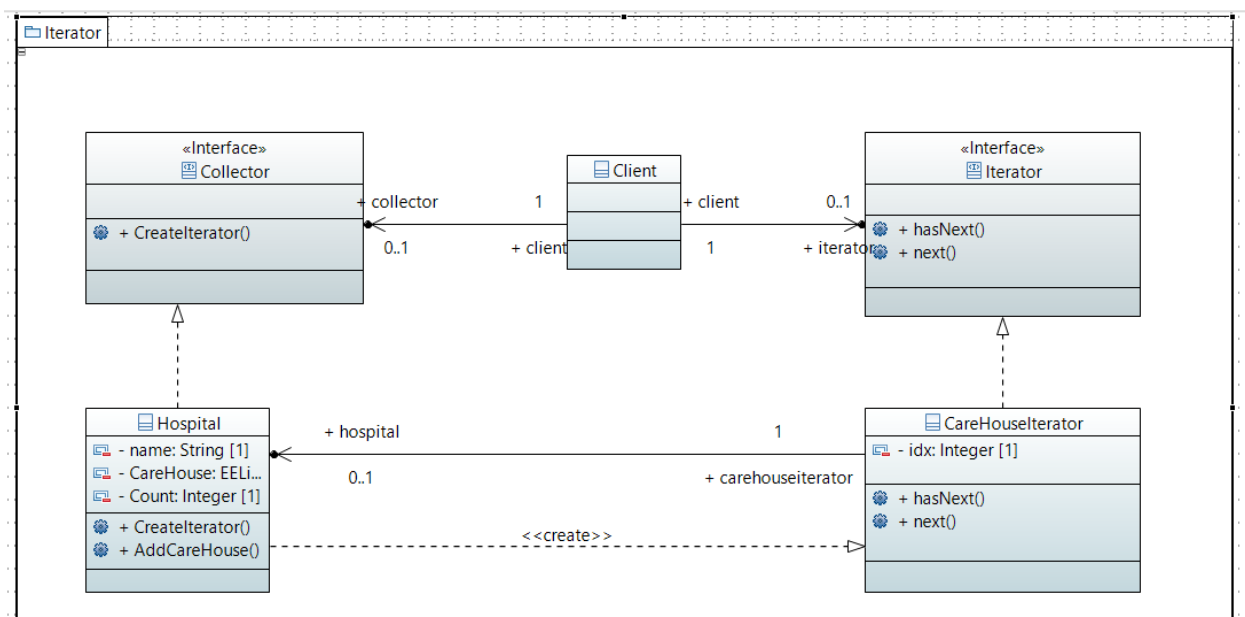 Iterator
«Interface»
Collector
+ CreateIterator()
Client
«Interface»
Iterator
+ hasNext()
+ next()
+ collector
1
0..1
+ client
+ client
0..1
1
+ iterator
Hospital
- name: String [1]
- CareHouse: EELi...
- Count: Integer [1]
+ CreateIterator()
+ AddCareHouse()
+ hospital
1
0..1
+ carehouseiterator
<<create>>
CareHouseIterator
- idx: Integer [1]
+ hasNext()
+ next()